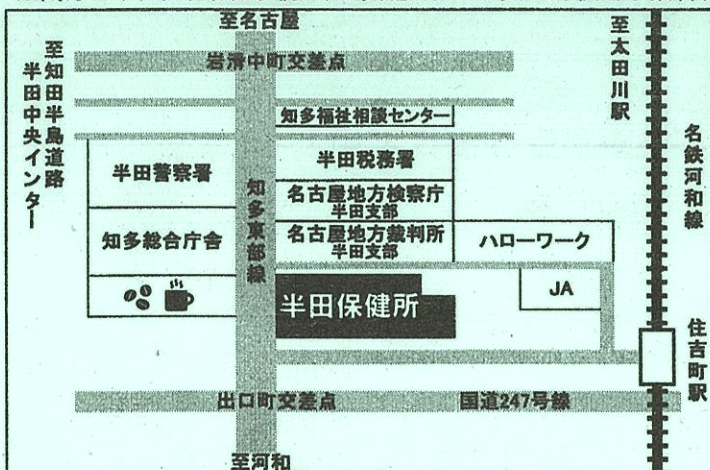 至名古屋
岩滑中町交差点
至太田川駅
至知田半島道路
半田中央インター
知多福祉相談センター
名鉄河和線
半田警察署
知多東部線
半田税務署
名古屋地方検察庁
半田支部
知多総合庁舎
名古屋地方裁判所
半田支部
ハローワーク
半田保健所
JA
住吉町駅
出口町交差点
国道247号線
至河和